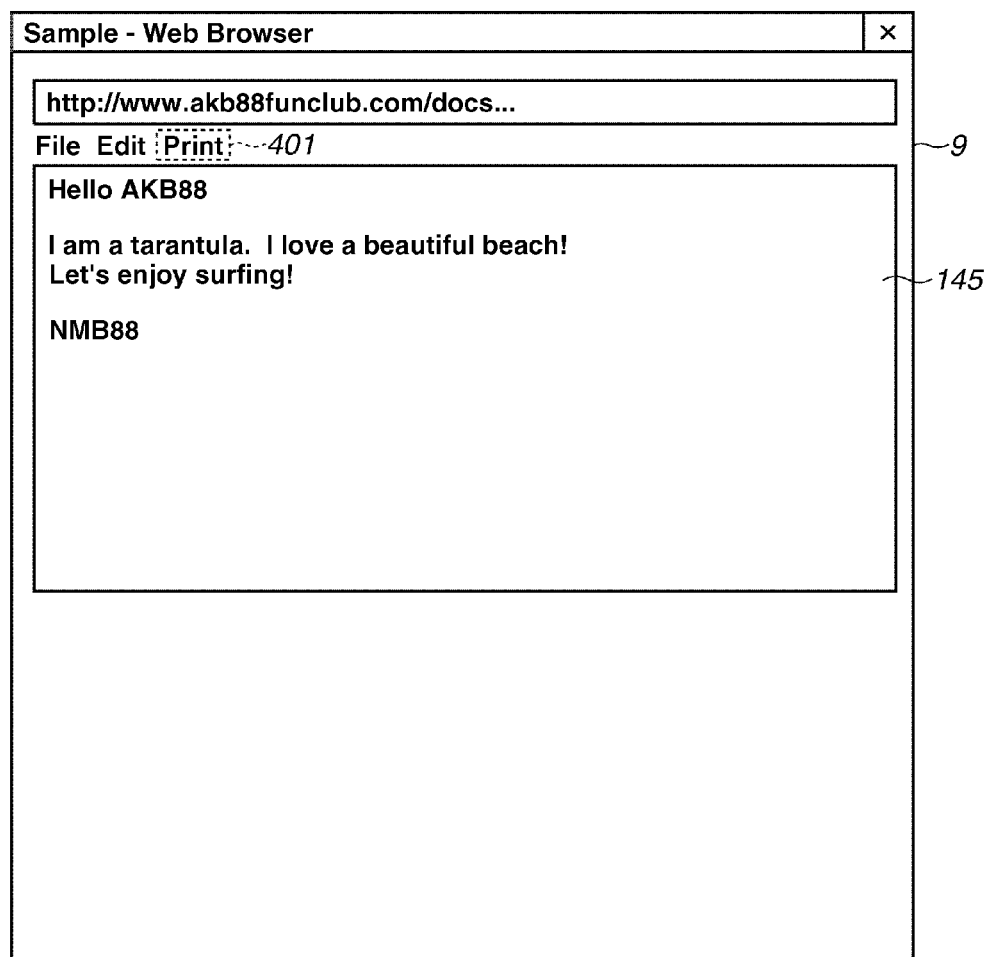 Sample - Web Browser ×
http://www.akb88funclub.com/docs...
File Edit Print 401
9
Hello AKB88
I am a tarantula. I love a beautiful beach!
Let's enjoy surfing!
145
NMB88